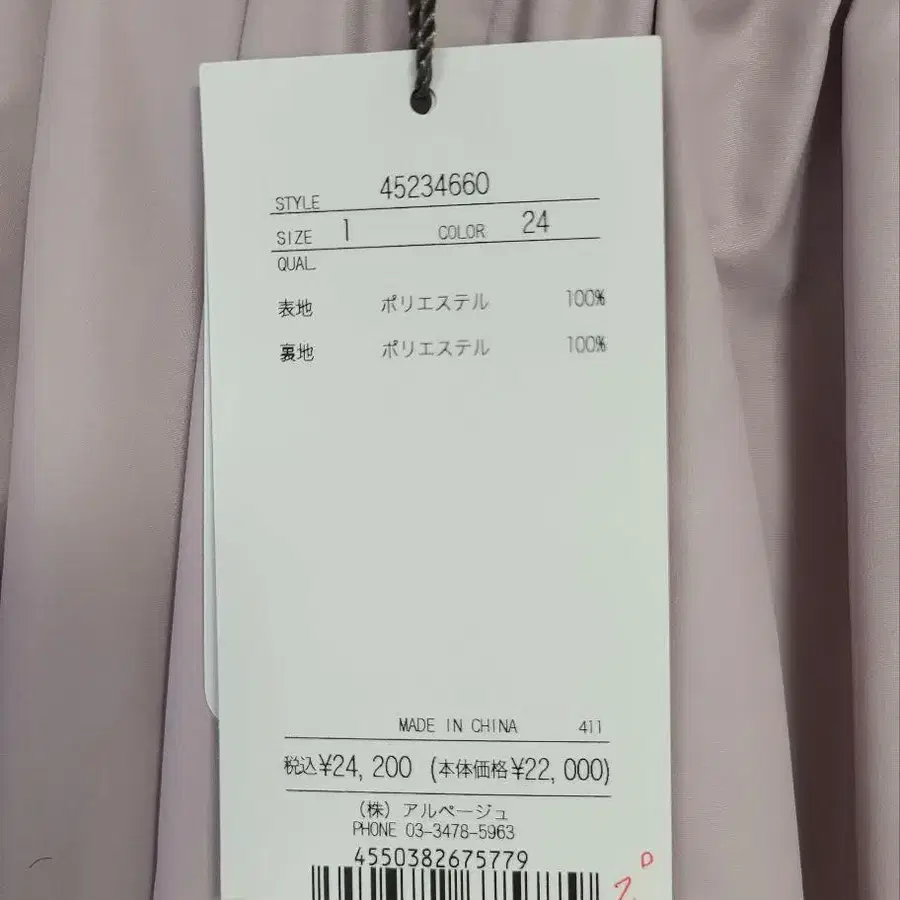 STYLE 45234660
SIZE 1 COLOR 24
QUAL.
表地 ポリエステル 100%
裏地 ポリエステル 100%
MADE IN CHINA 411
税込¥24, 200 (本体価格¥22, 000)
(株) アルページュ
PHONE 03-3478-5963
4550382675779